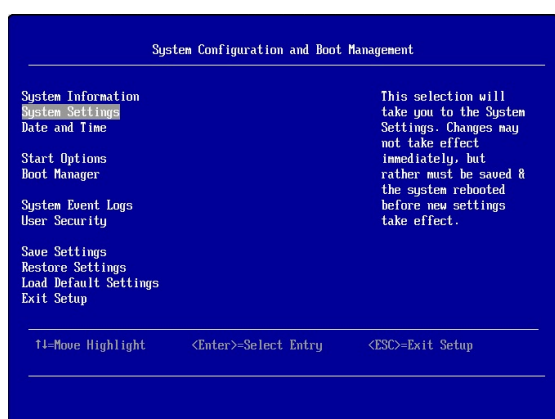 System Configuration and Boot Management
System Information
System Settings
Date and Time
Start Options
Boot Manager
System Event Logs
User Security
Save Settings
Restore Settings
Load Default Settings
Exit Setup
This selection will
take you to the System
Settings. Changes may
not take effect
immediately, but
rather must be saved &
the system rebooted
before new settings
take effect.
↑↓=Move Highlight <Enter>=Select Entry <ESC>=Exit Setup